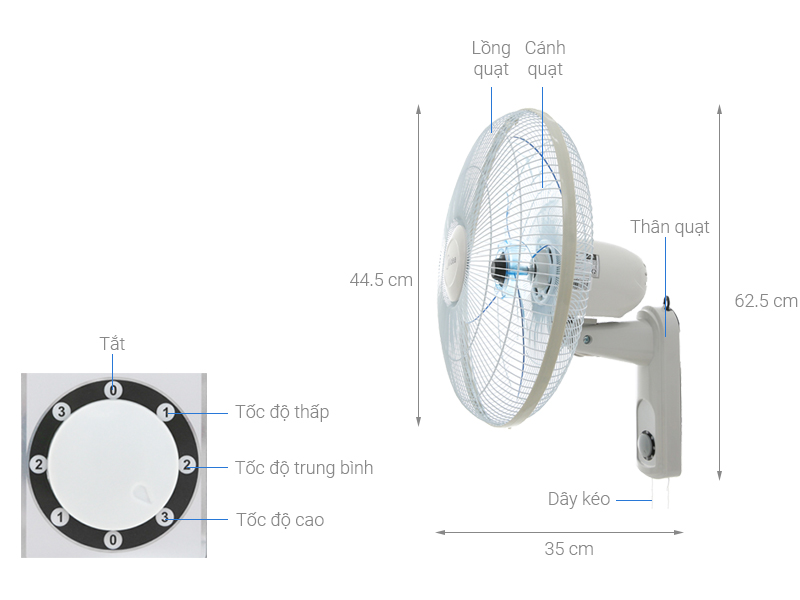 Lồng quạt
Cánh quạt
Thân quạt
44.5 cm
62.5 cm
Dây kéo
35 cm
Tắt
0
3
1
Tốc độ thấp
2
2
Tốc độ trung bình
1
3
Tốc độ cao
0